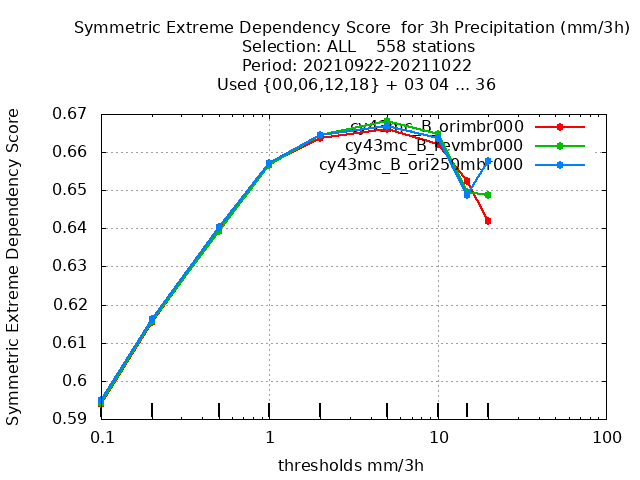 Symmetric Extreme Dependency Score for 3h Precipitation (mm/3h)
Selection: ALL 558 stations
Period: 20210922-20211022
Used {00,06,12,18} + 03 04 ... 36
Symmetric Extreme Dependency Score
0.67
0.66
0.65
0.64
0.63
0.62
0.61
0.6
0.59
cy43mc_B_orimbr000
cy43mc_B_revmbr000
cy43mc_B_ori250mbr000
0.1
1
10
100
thresholds mm/3h